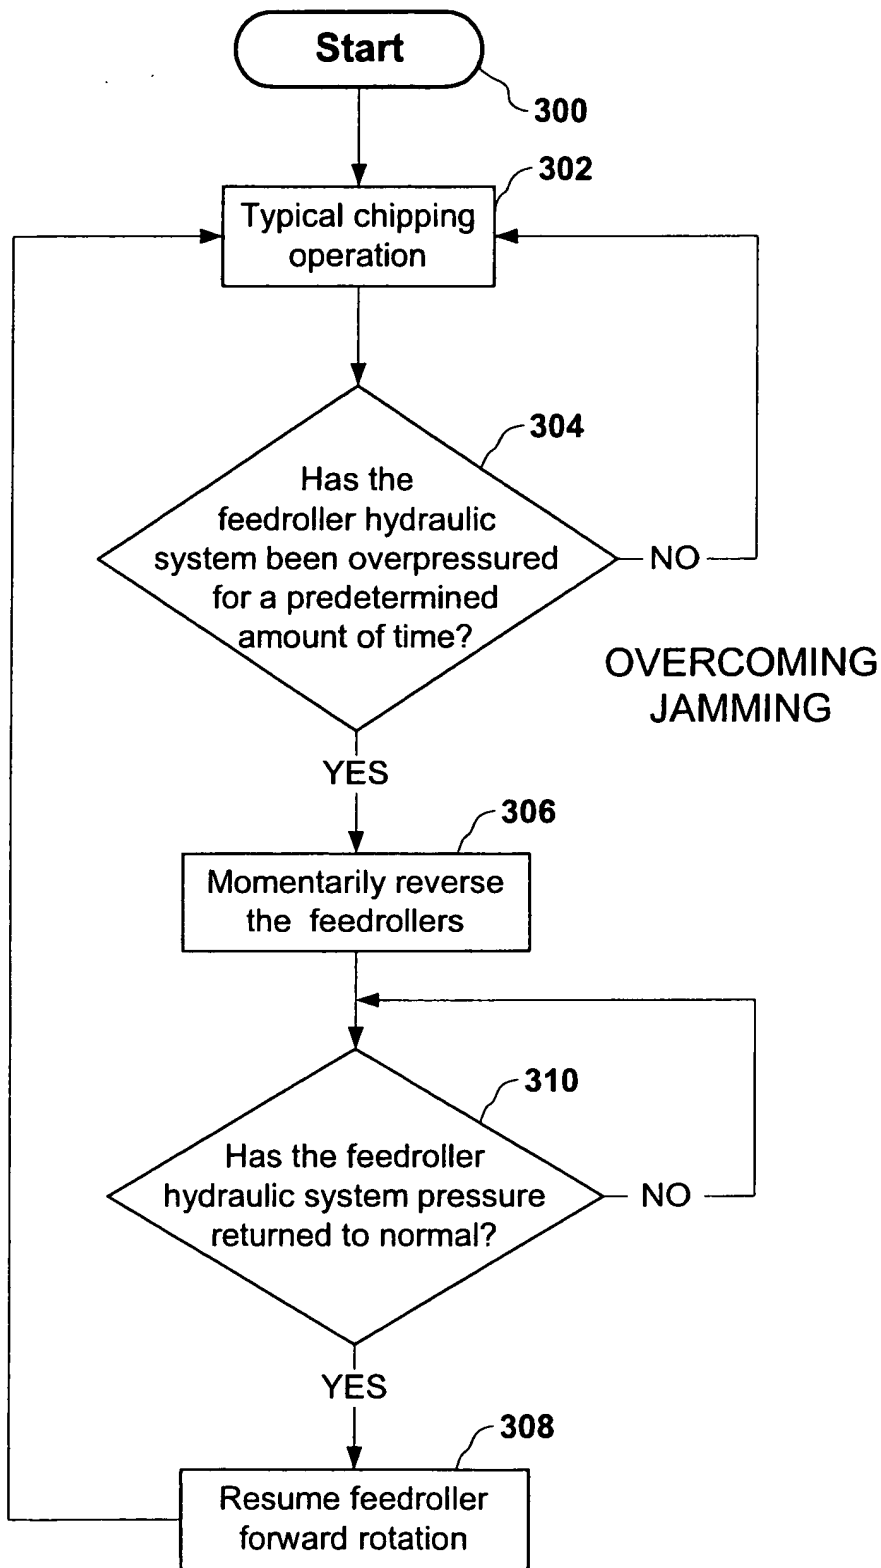 Start
300
302
Typical chipping
operation
304
Has the
feedroller hydraulic
system been overpressured
for a predetermined
amount of time?
NO
OVERCOMING
JAMMING
YES
306
Momentarily reverse
the feedrollers
310
Has the feedroller
hydraulic system pressure
returned to normal?
NO
YES
308
Resume feedroller
forward rotation